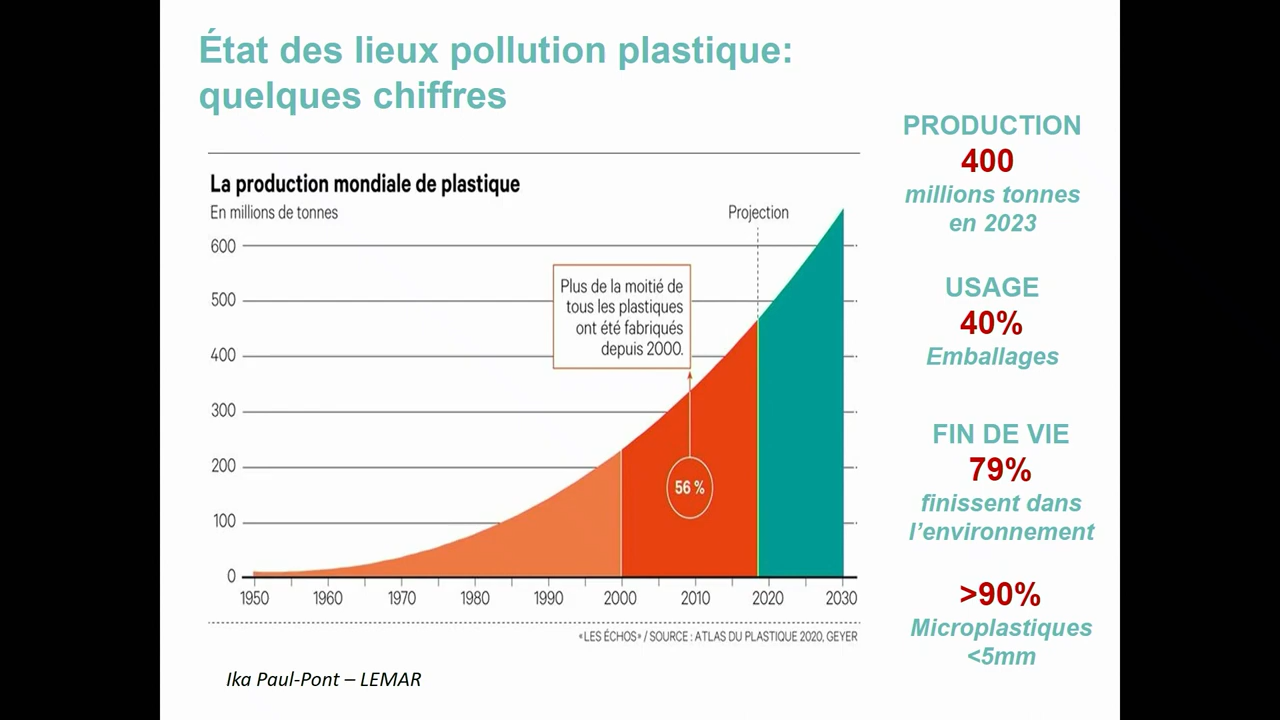 État des lieux pollution plastique:
quelques chiffres
La production mondiale de plastique
En millions de tonnes
Projection
600
500
400
300
200
100
0
Plus de la moitié de
tous les plastiques
ont été fabriqués
depuis 2000.
56 %
1950 1960 1970 1980 1990 2000 2010 2020 2030
«LES ÉCHOS» / SOURCE : ATLAS DU PLASTIQUE 2020, GEYER
Ika Paul-Pont – LEMAR
PRODUCTION
400
millions tonnes
en 2023
USAGE
40%
Emballages
FIN DE VIE
79%
finissent dans
l’environnement
>90%
Microplastiques
<5mm